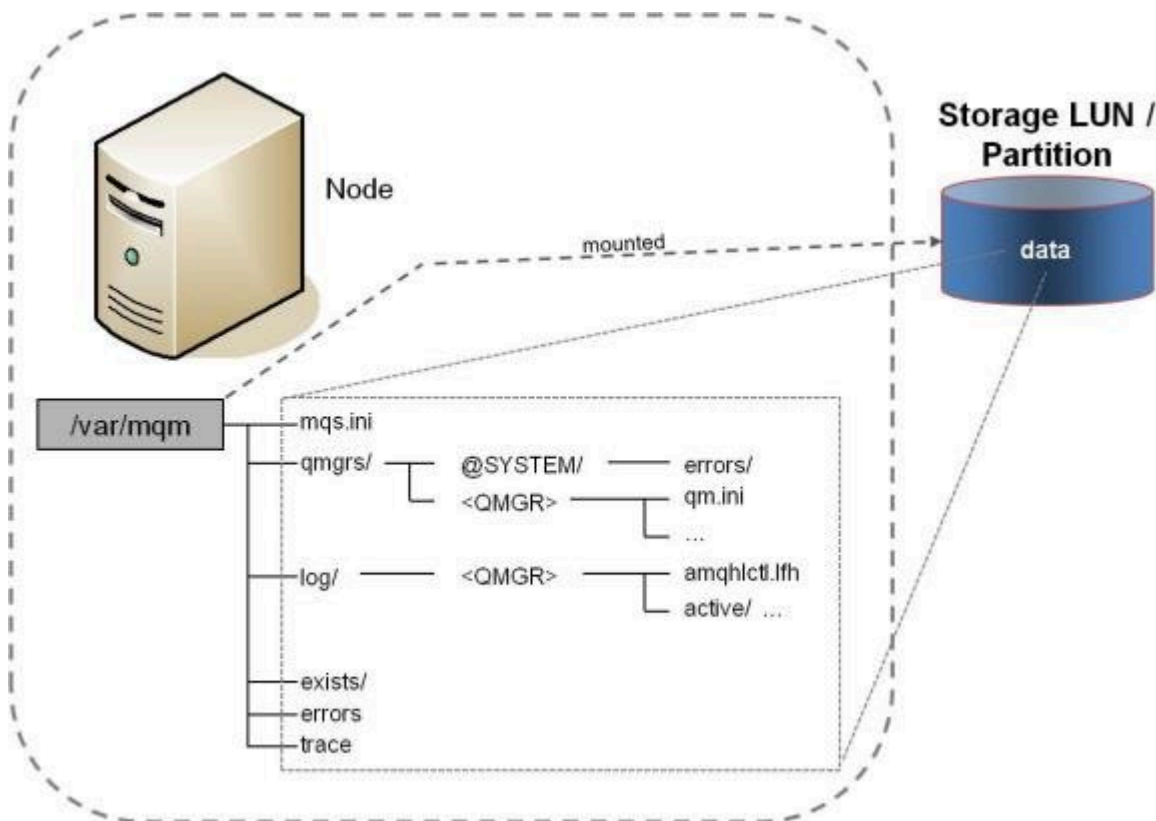 Storage LUN /
Partition
Node
mounted
data
/var/mqm
mqs.ini
qmgrs/ @SYSTEM/ errors/
<QMGR> qm.ini
...
log/ <QMGR> amqhlctl.lfh
active/ ...
exists/
errors
trace